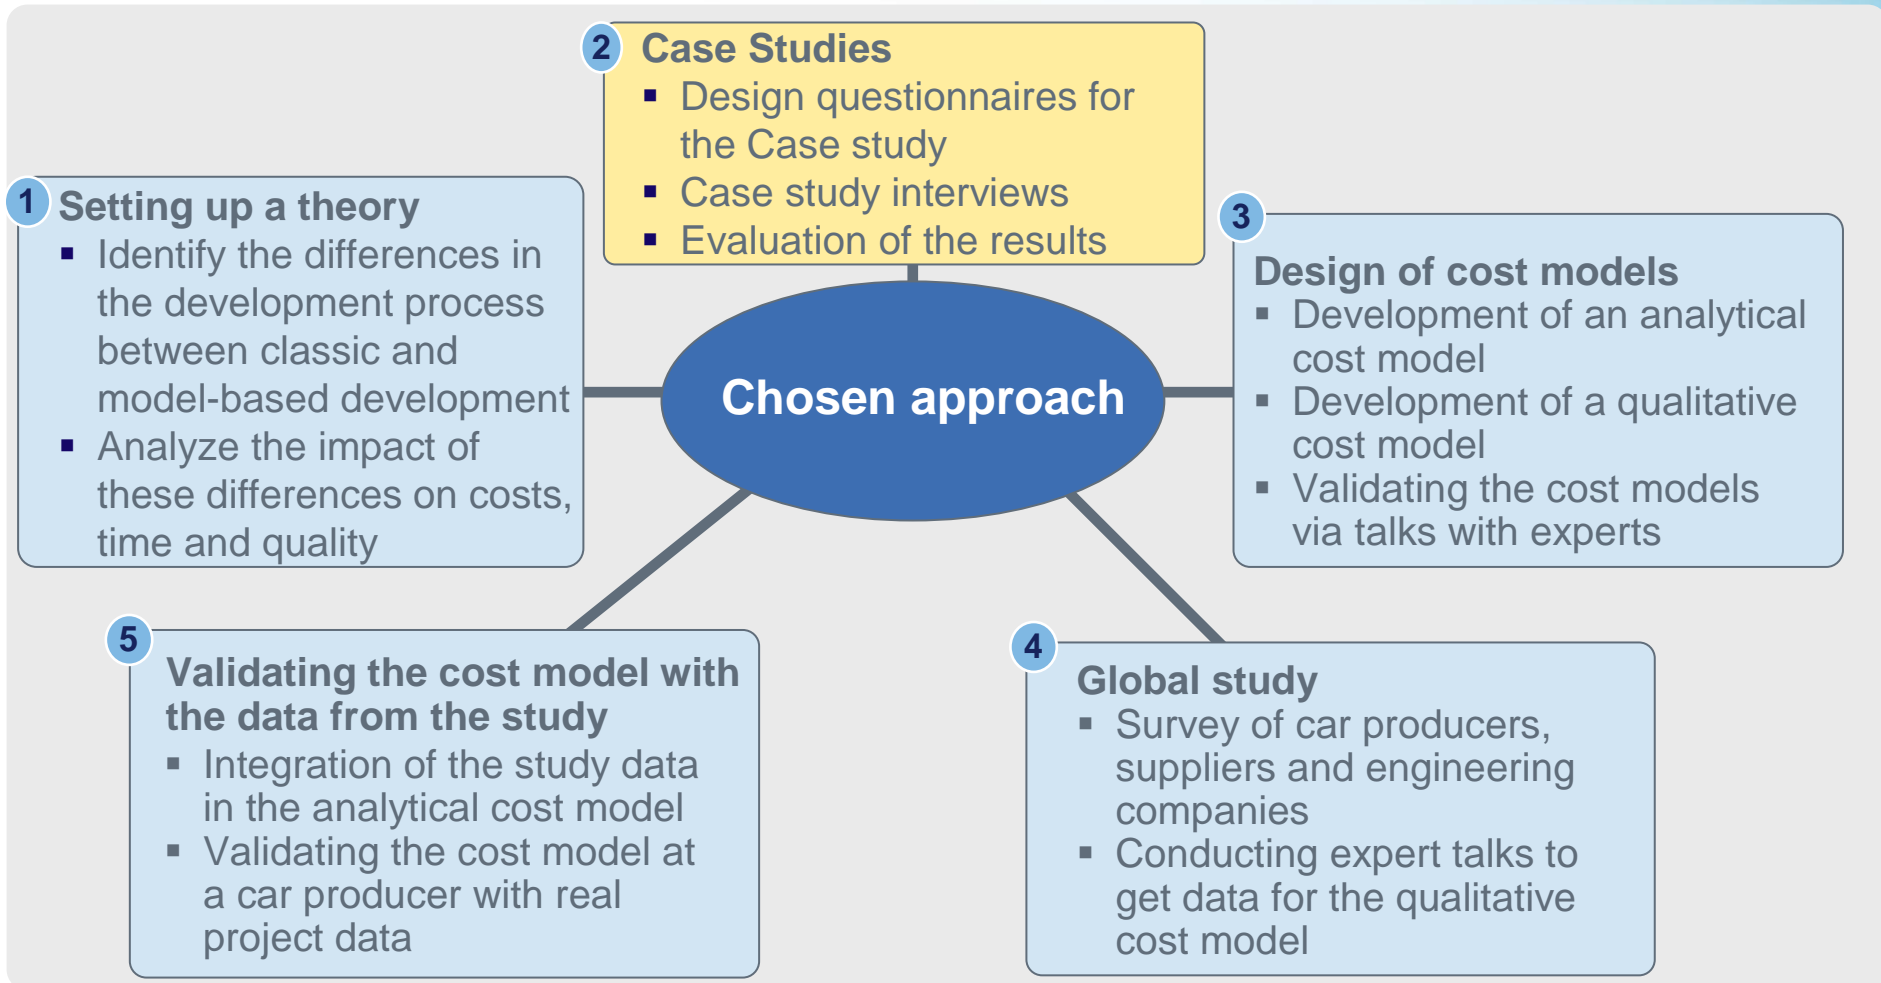 2
Case Studies
▪ Design questionnaires for
the Case study
▪ Case study interviews
▪ Evaluation of the results
1
Setting up a theory
▪ Identify the differences in
the development process
between classic and
model-based development
▪ Analyze the impact of
these differences on costs,
time and quality
3
Design of cost models
▪ Development of an analytical
cost model
▪ Development of a qualitative
cost model
▪ Validating the cost models
via talks with experts
Chosen approach
5
Validating the cost model with
the data from the study
▪ Integration of the study data
in the analytical cost model
▪ Validating the cost model at
a car producer with real
project data
4
Global study
▪ Survey of car producers,
suppliers and engineering
companies
▪ Conducting expert talks to
get data for the qualitative
cost model